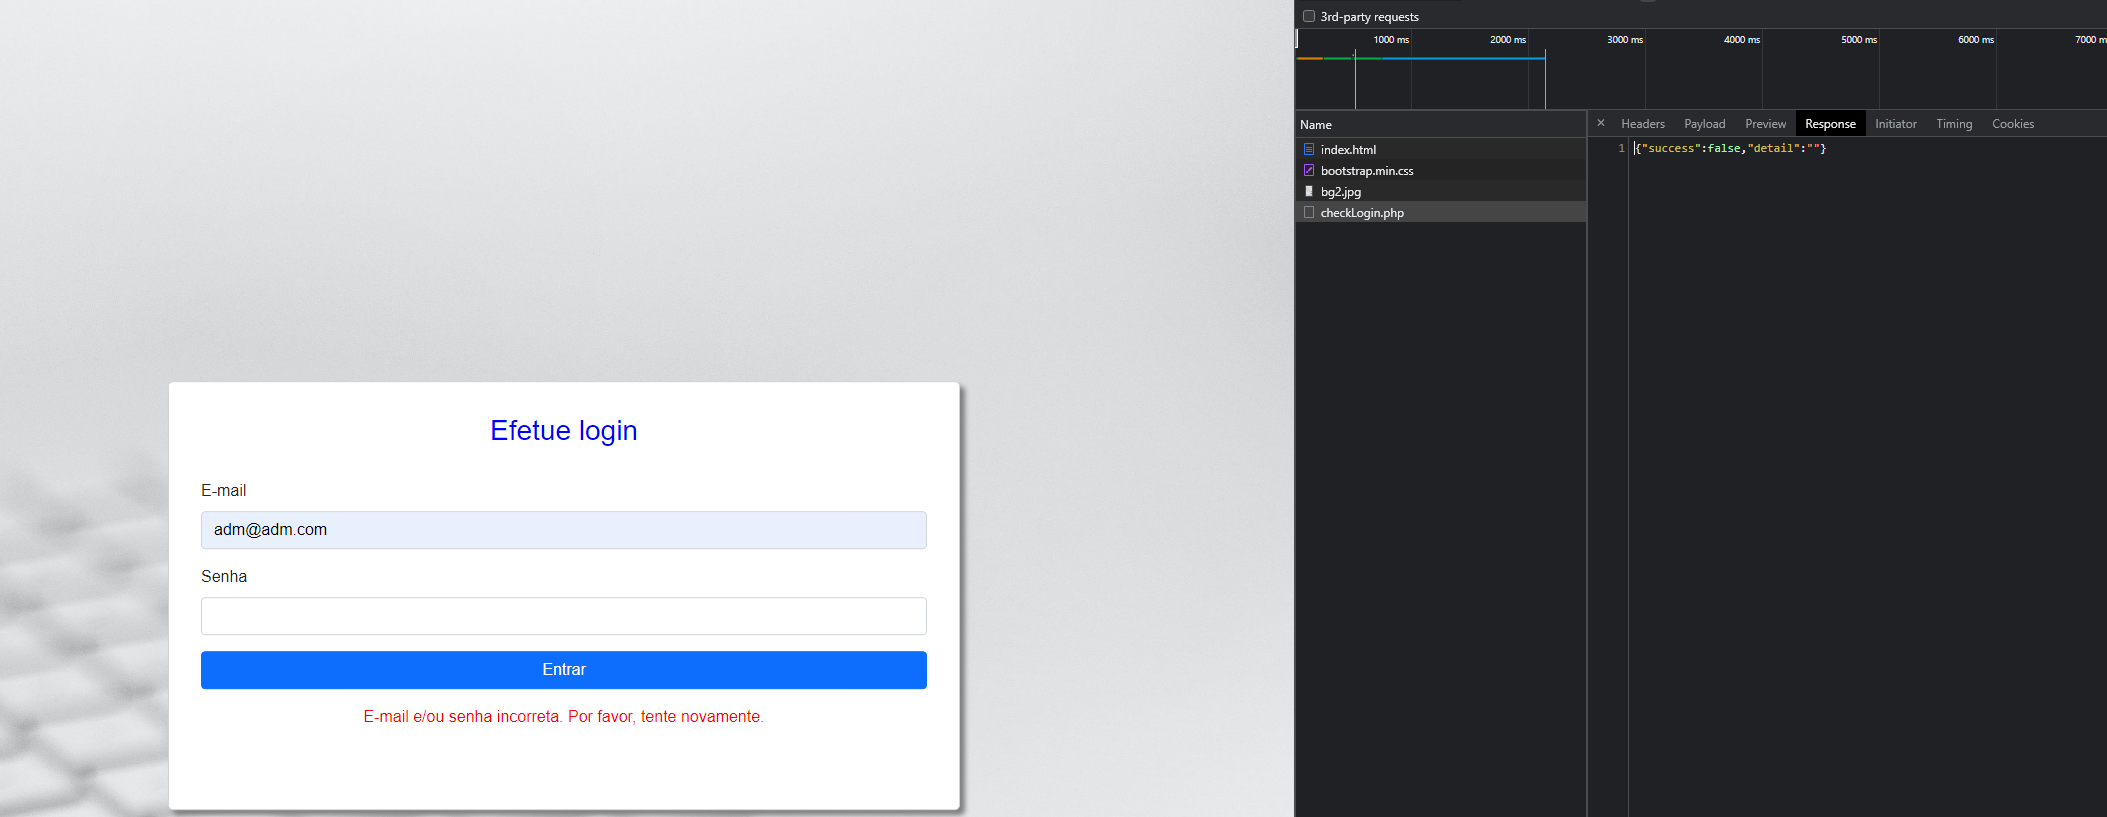 Efetue login
E-mail
adm@adm.com
Senha
Entrar
E-mail e/ou senha incorreta. Por favor, tente novamente.
3rd-party requests
1000 ms 2000 ms 3000 ms 4000 ms 5000 ms 6000 ms 7000 m
Name
index.html
bootstrap.min.css
bg2.jpg
checkLogin.php
× Headers Payload Preview Response Initiator Timing Cookies
1 {"success":false,"detail":""}